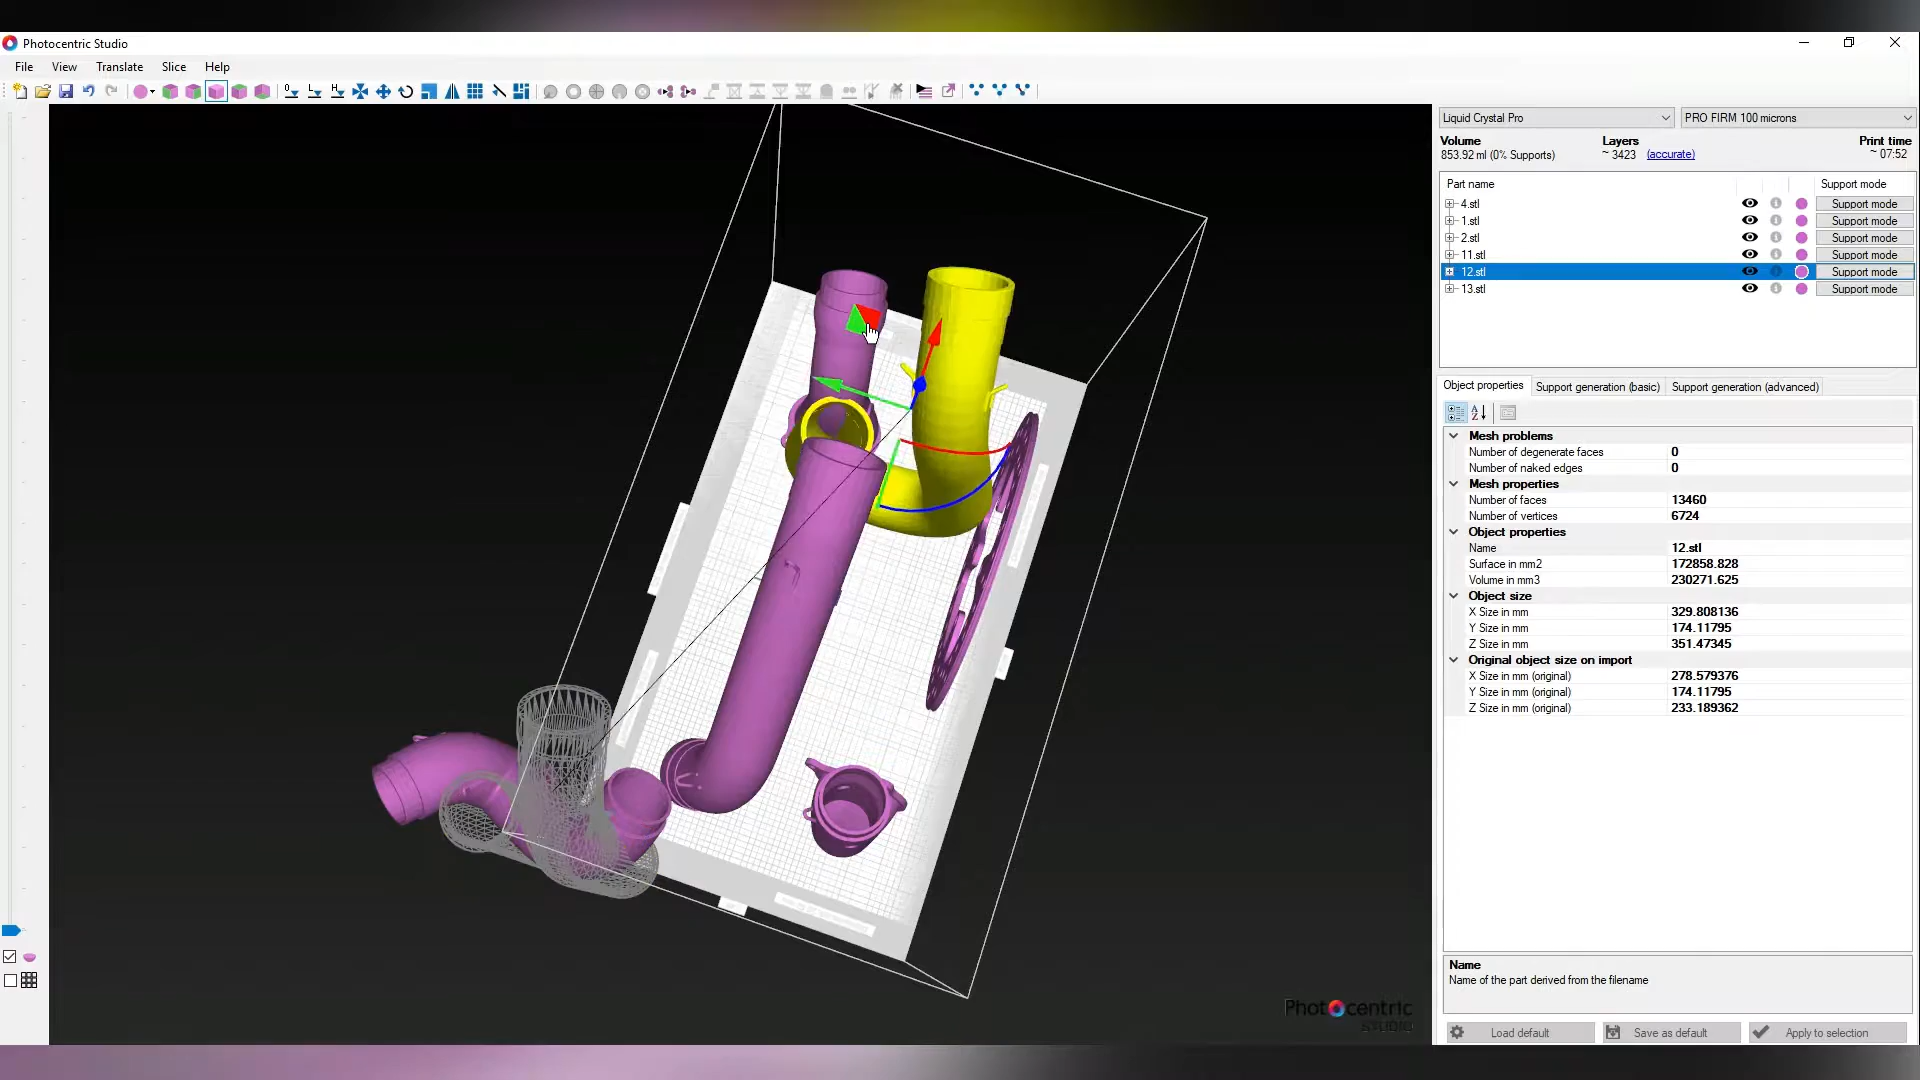 Photocentric Studio
File View Translate Slice Help
Liquid Crystal Pro PRO FIRM 100 microns
Volume Layers Print time
853.92 ml (0% Supports) ~ 3423 (accurate) ~ 07:52
Part name Support mode
4.stl Support mode
1.stl Support mode
2.stl Support mode
11.stl Support mode
12.stl Support mode
13.stl Support mode
Object properties Support generation (basic) Support generation (advanced)
Mesh problems
Number of degenerate faces 0
Number of naked edges 0
Mesh properties
Number of faces 13460
Number of vertices 6724
Object properties
Name 12.stl
Surface in mm2 172858.828
Volume in mm3 230271.625
Object size
X Size in mm 329.808136
Y Size in mm 174.11795
Z Size in mm 351.47345
Original object size on import
X Size in mm (original) 278.579376
Y Size in mm (original) 174.11795
Z Size in mm (original) 233.189362
Name
Name of the part derived from the filename
Photocentric
STUDIO
Load default Save as default Apply to selection